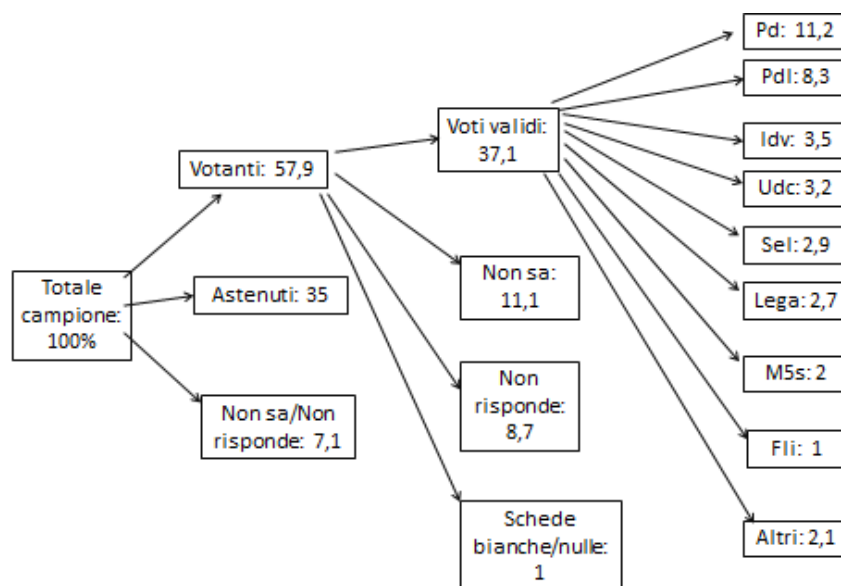 Totale
campione:
100%
Votanti: 57,9
Astenuti: 35
Non sa/Non
risponde: 7,1
Voti validi:
37,1
Non sa:
11,1
Non
risponde:
8,7
Schede
bianche/nulle:
1
Pd: 11,2
Pdl: 8,3
Idv: 3,5
Udc: 3,2
Sel: 2,9
Lega: 2,7
M5s: 2
Fli: 1
Altri: 2,1